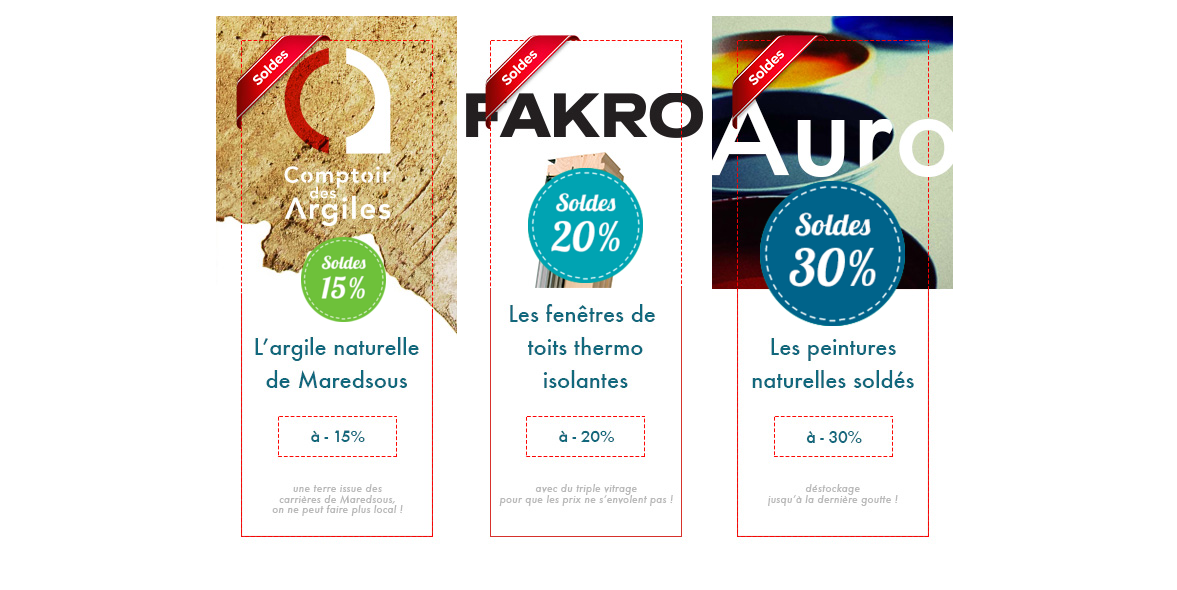 Soldes
Comptoir
des
Argiles
Soldes
15%
L'argile naturelle
de Maredsous
à - 15%
une terre issue des
carrières de Maredsous,
on ne peut faire plus local !
Soldes
FAKRO
Soldes
20%
Les fenêtres de
toits thermo
isolantes
à - 20%
avec du triple vitrage
pour que les prix ne s'envolent pas !
Soldes
Auro
Soldes
30%
Les peintures
naturelles soldés
à - 30%
déstockage
jusqu'à la dernière goutte !